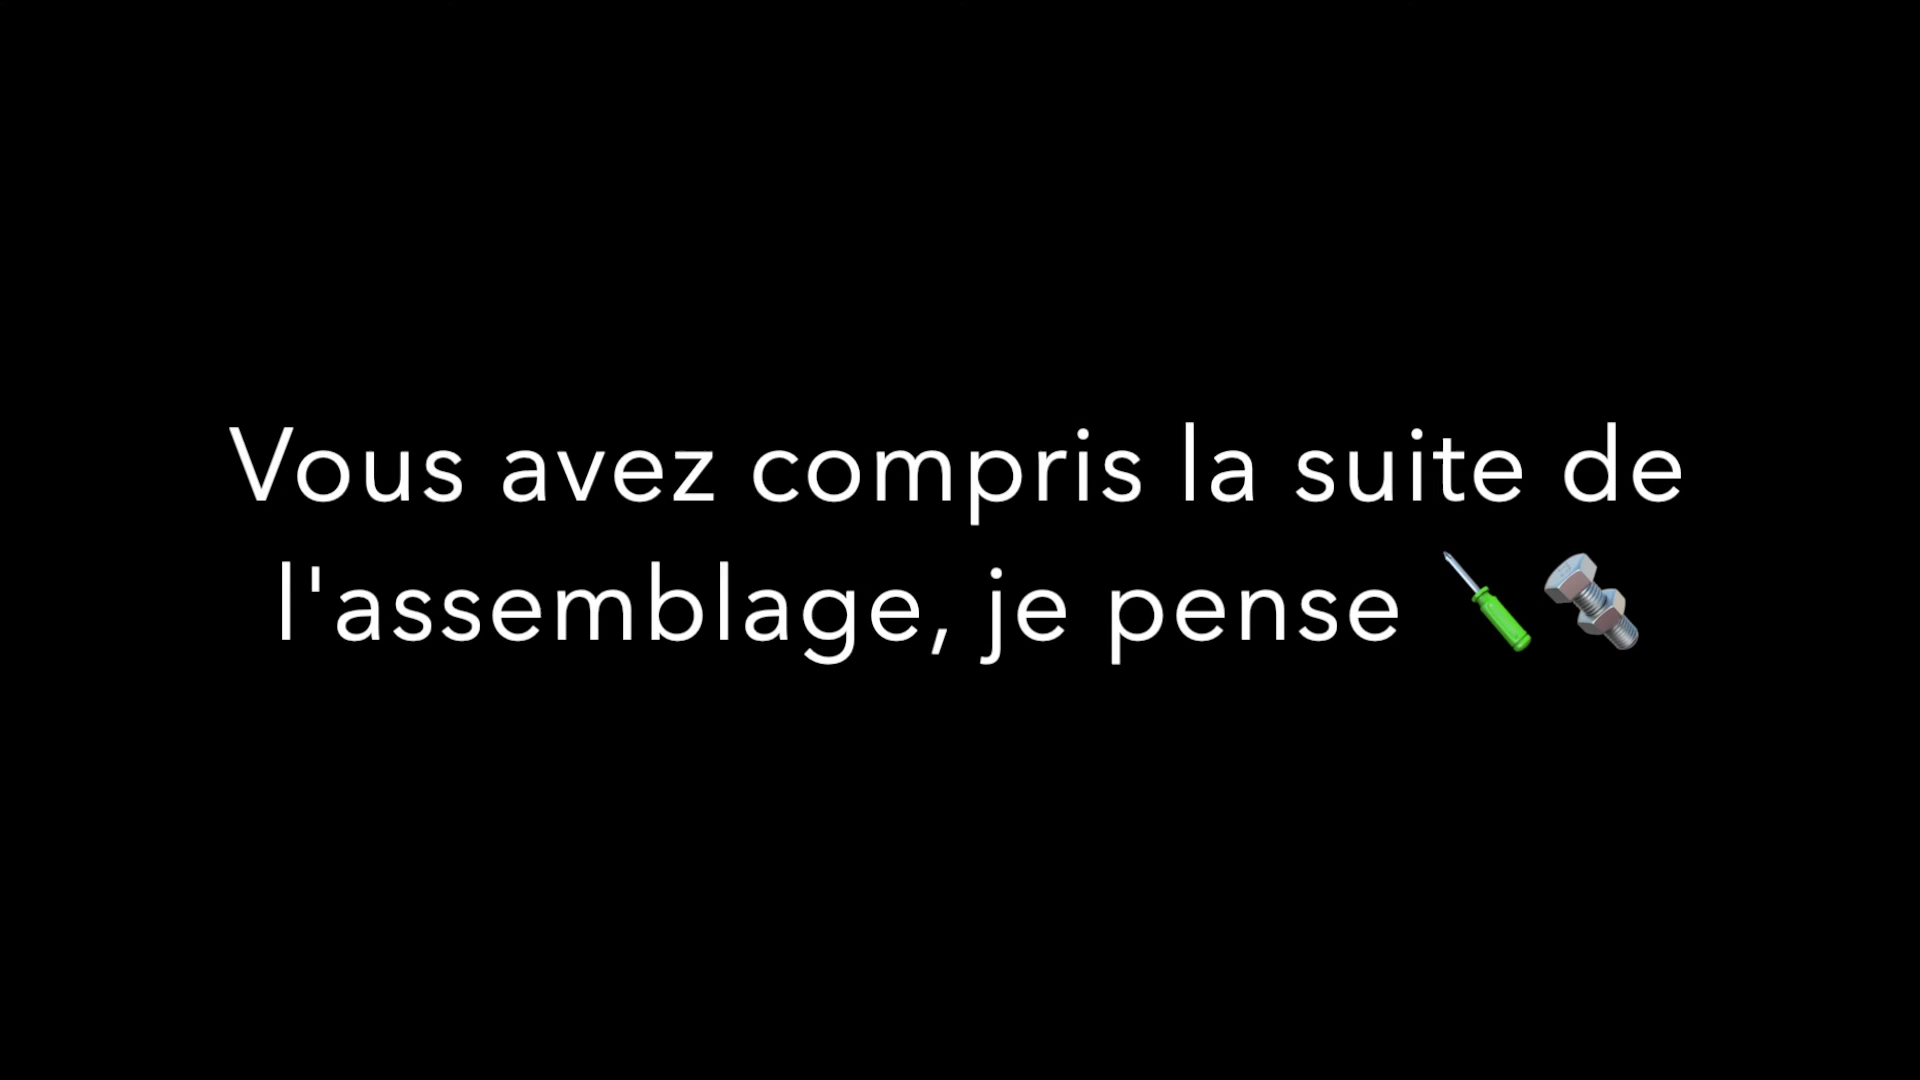 Vous avez compris la suite de
l'assemblage, je pense 🪛🔩